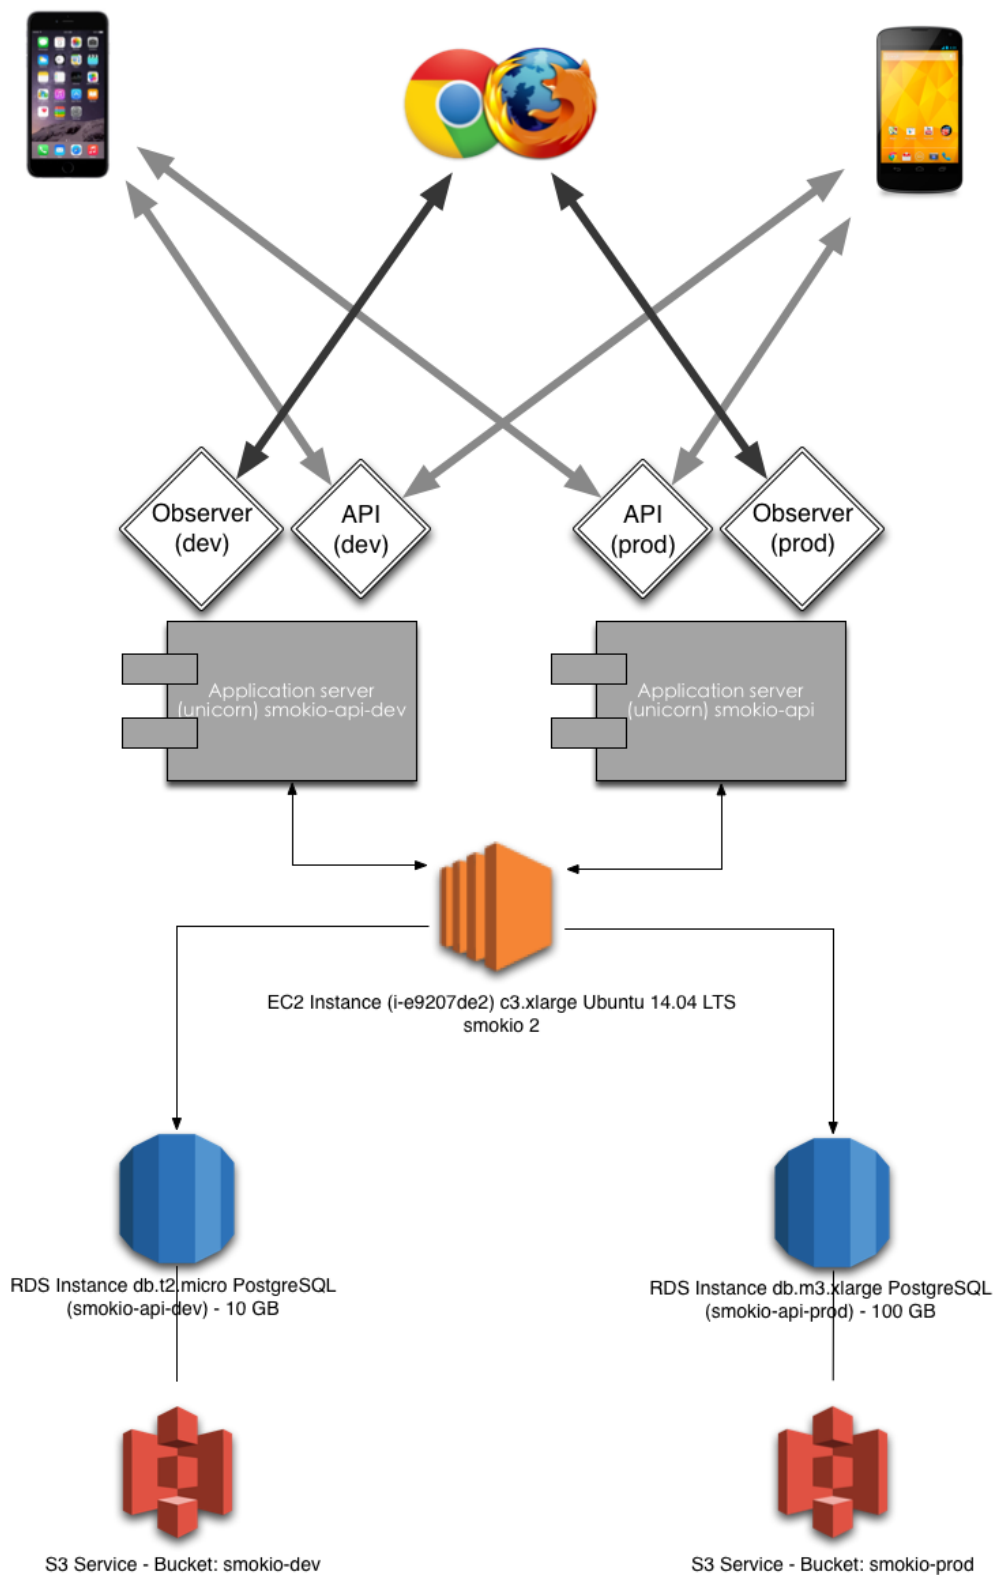 Observer
(dev)
API
(dev)
API
(prod)
Observer
(prod)
Application server
(unicorn) smokio-api-dev
Application server
(unicorn) smokio-api
EC2 Instance (i-e9207de2) c3.xlarge Ubuntu 14.04 LTS
smokio 2
RDS Instance db.t2.micro PostgreSQL
(smokio-api-dev) - 10 GB
RDS Instance db.m3.xlarge PostgreSQL
(smokio-api-prod) - 100 GB
S3 Service - Bucket: smokio-dev
S3 Service - Bucket: smokio-prod